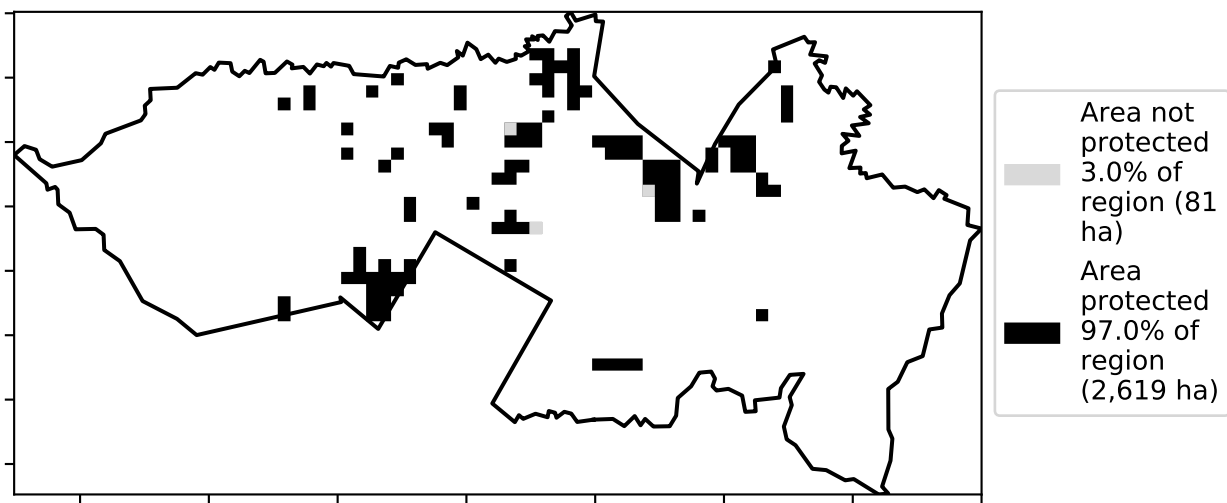 Area not
protected
3.0% of
region (81
ha)
Area
protected
97.0% of
region
(2,619 ha)